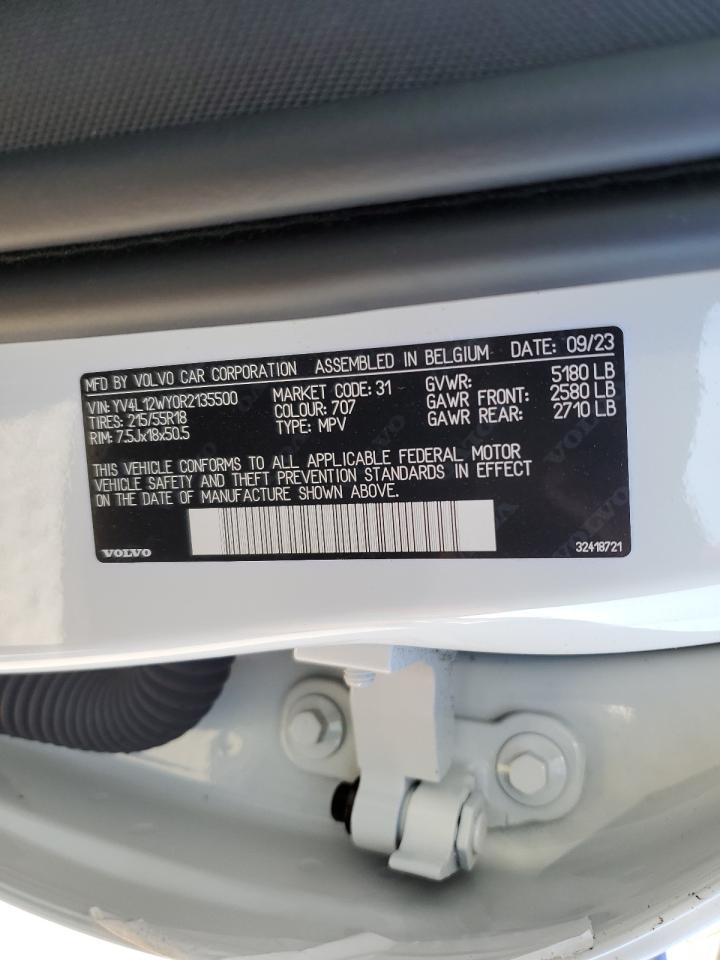 MFD BY VOLVO CAR CORPORATION ASSEMBLED IN BELGIUM DATE: 09/23
VIN: YV4L12WY0R2135500 MARKET CODE: 31 GVWR: 5180 LB
TIRES: 215/55R18 COLOUR: 707 GAWR FRONT: 2580 LB
RIM: 7.5Jx18x50.5 TYPE: MPV GAWR REAR: 2710 LB
THIS VEHICLE CONFORMS TO ALL APPLICABLE FEDERAL MOTOR
VEHICLE SAFETY AND THEFT PREVENTION STANDARDS IN EFFECT
ON THE DATE OF MANUFACTURE SHOWN ABOVE.
VOLVO 32418721